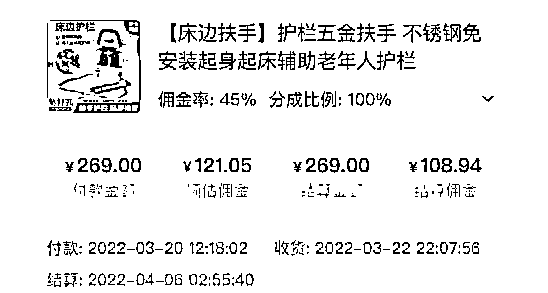 床边护栏
【床边扶手】护栏五金扶手 不锈钢免
安装起身起床辅助老年人护栏
佣金率: 45% 分成比例: 100%
¥269.00 ¥121.05 ¥269.00 ¥108.94
付款金额 预估佣金 结算金额 结算佣金
付款: 2022-03-20 12:18:02 收货: 2022-03-22 22:07:56
结算: 2022-04-06 02:55:40